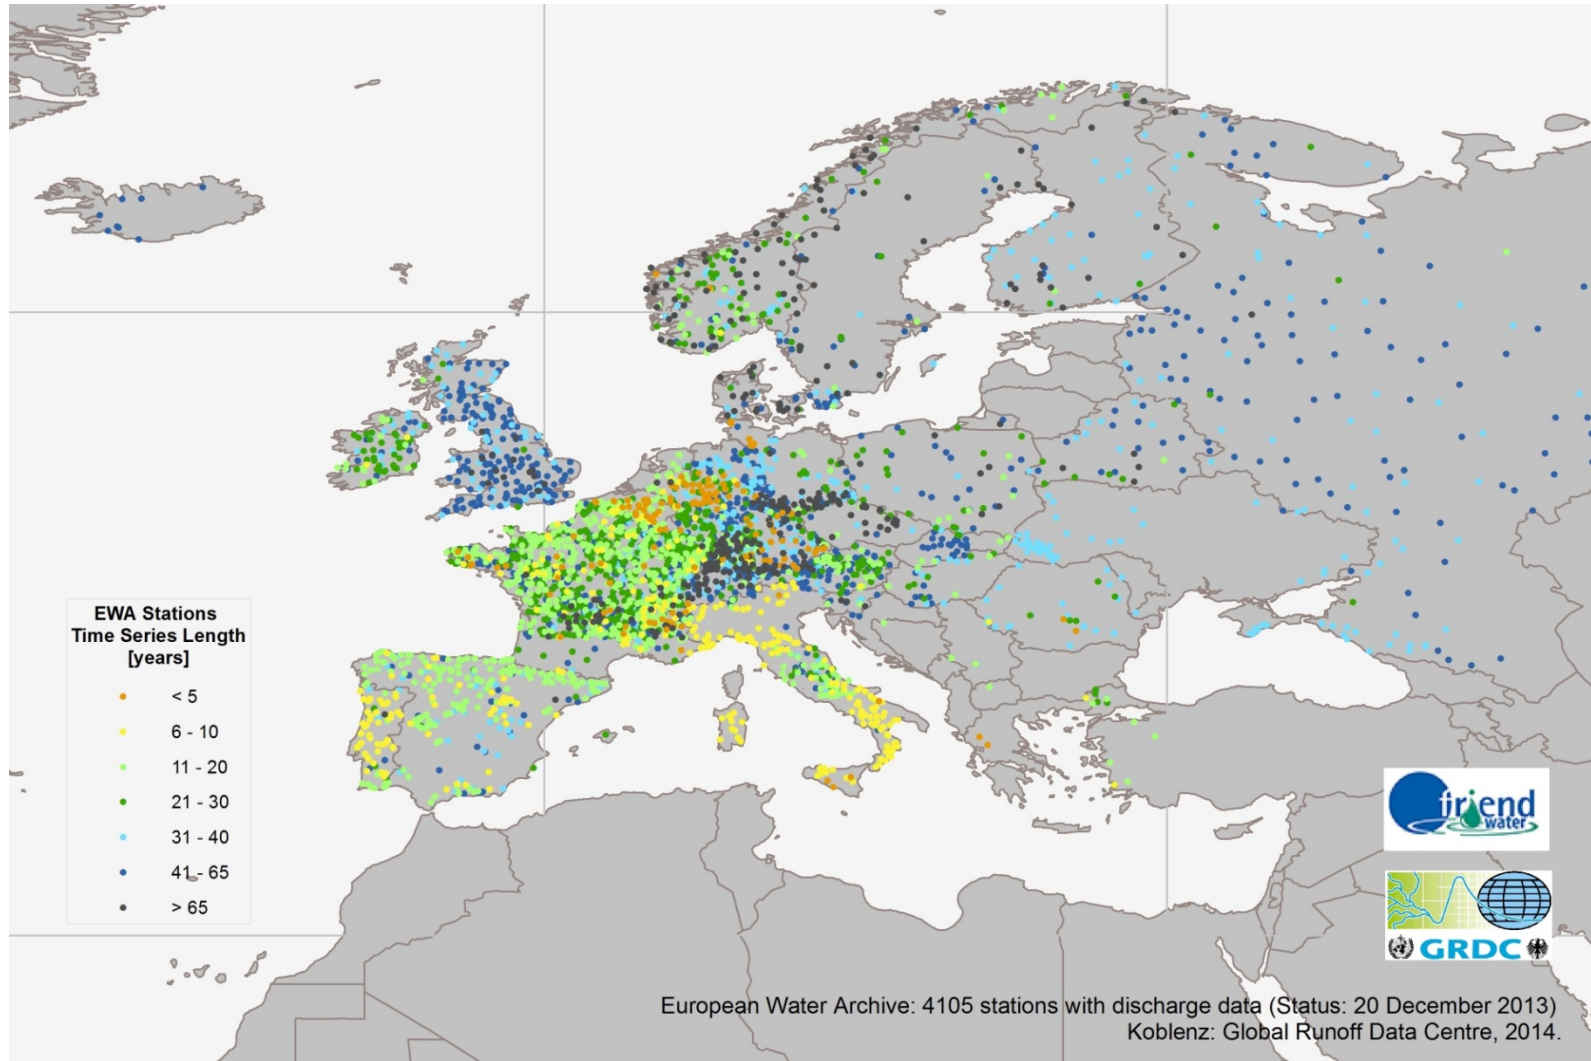 EWA Stations
Time Series Length
[years]
< 5
6 - 10
11 - 20
21 - 30
31 - 40
41 - 65
> 65
friend
water
GRDC
European Water Archive: 4105 stations with discharge data (Status: 20 December 2013)
Koblenz: Global Runoff Data Centre, 2014.